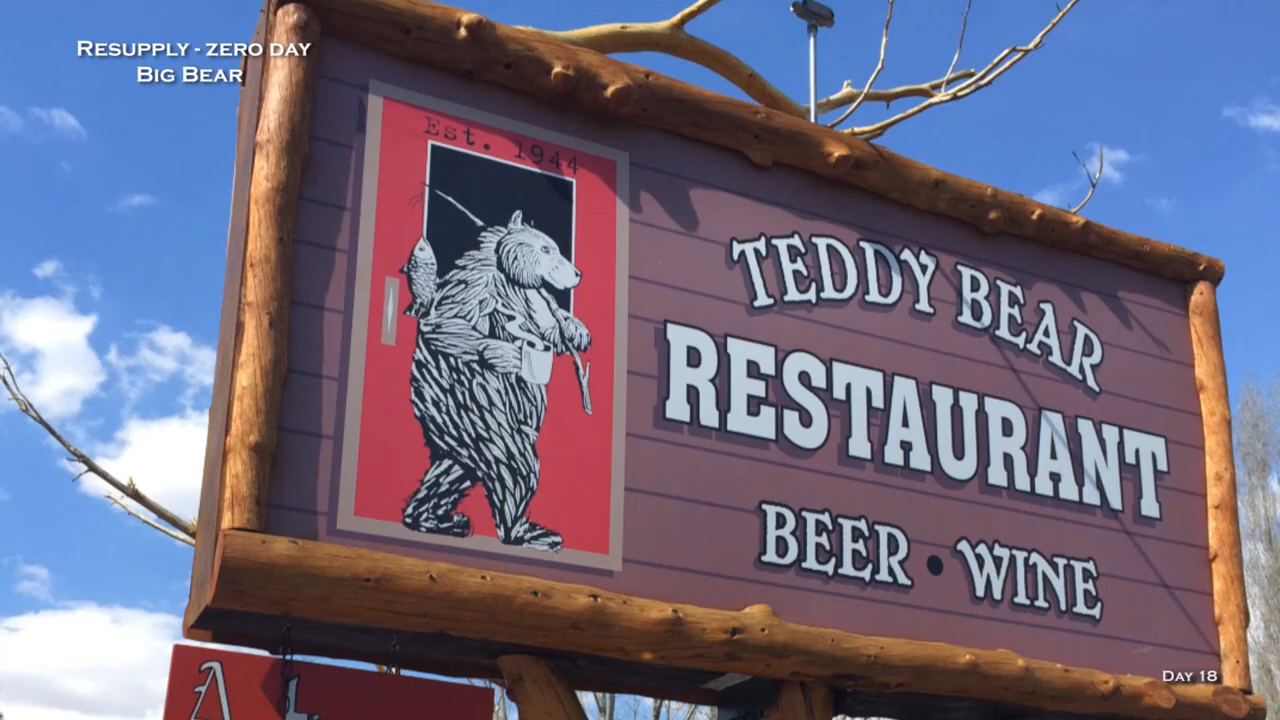 Resupply - zero day
Big Bear
Est. 1944
TEDDY BEAR
RESTAURANT
BEER • WINE
Day 18